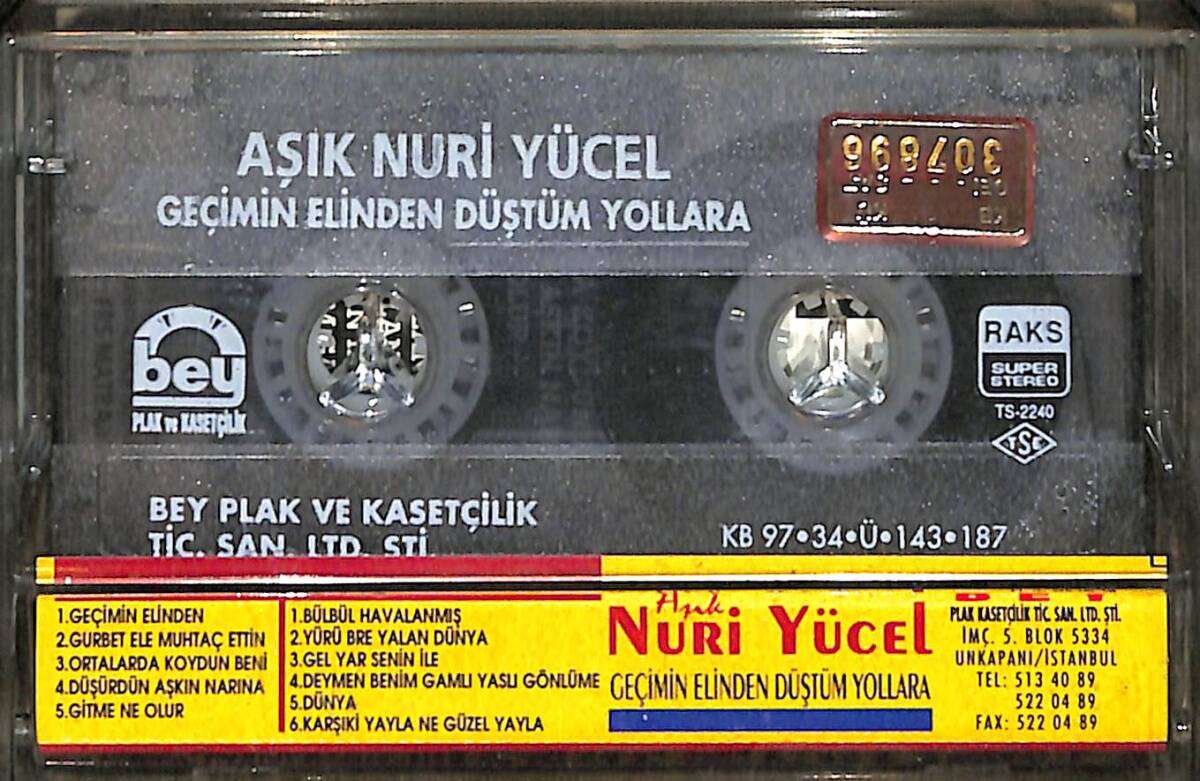 AŞIK NURİ YÜCEL
GEÇİMİN ELİNDEN DÜŞTÜM YOLLARA
307896
bey
PLAK ve KASETÇİLİK
RAKS
SUPER
STEREO
TS-2240
TSE
BEY PLAK VE KASETÇİLİK
TİC. SAN. LTD. ŞTİ.
KB 97•34•Ü•143•187
1.GEÇİMİN ELİNDEN
2.GURBET ELE MUHTAÇ ETTİN
3.ORTALARDA KOYDUN BENİ
4.DÜŞÜRDÜN AŞKIN NARINA
5.GİTME NE OLUR
1.BÜLBÜL HAVALANMIŞ
2.YÜRÜ BRE YALAN DÜNYA
3.GEL YAR SENİN İLE
4.DEYMEN BENİM GAMLI YASLI GÖNLÜME
5.DÜNYA
6.KARŞIKİ YAYLA NE GÜZEL YAYLA
Aşık
NURİ YÜCEL
GEÇİMİN ELİNDEN DÜŞTÜM YOLLARA
PLAK KASETÇİLİK TİC. SAN. LTD. ŞTİ.
İMÇ. 5. BLOK 5334
UNKAPANI/İSTANBUL
TEL: 513 40 89
522 04 89
FAX: 522 04 89